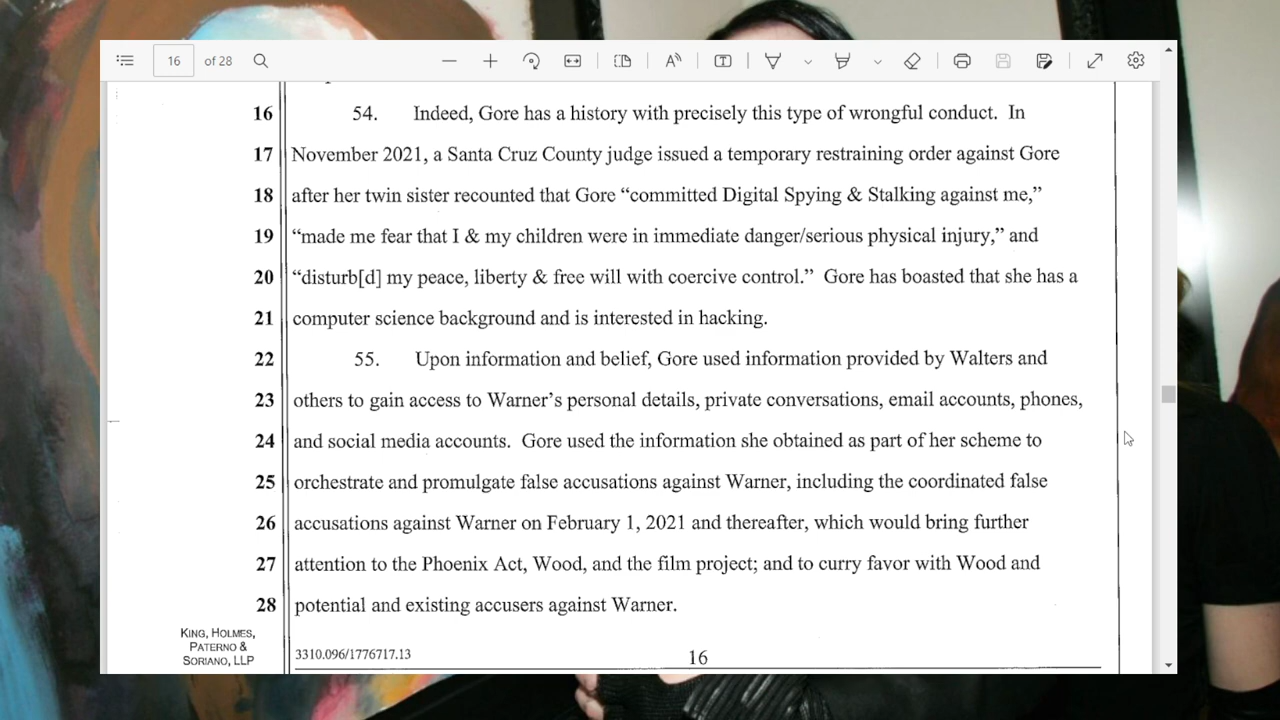 16
of 28
16 54. Indeed, Gore has a history with precisely this type of wrongful conduct. In
17 November 2021, a Santa Cruz County judge issued a temporary restraining order against Gore
18 after her twin sister recounted that Gore “committed Digital Spying & Stalking against me,”
19 “made me fear that I & my children were in immediate danger/serious physical injury,” and
20 “disturb[d] my peace, liberty & free will with coercive control.” Gore has boasted that she has a
21 computer science background and is interested in hacking.
22 55. Upon information and belief, Gore used information provided by Walters and
23 others to gain access to Warner’s personal details, private conversations, email accounts, phones,
24 and social media accounts. Gore used the information she obtained as part of her scheme to
25 orchestrate and promulgate false accusations against Warner, including the coordinated false
26 accusations against Warner on February 1, 2021 and thereafter, which would bring further
27 attention to the Phoenix Act, Wood, and the film project; and to curry favor with Wood and
28 potential and existing accusers against Warner.
KING, HOLMES,
PATERNO &
SORIANO, LLP
3310.096/1776717.13
16